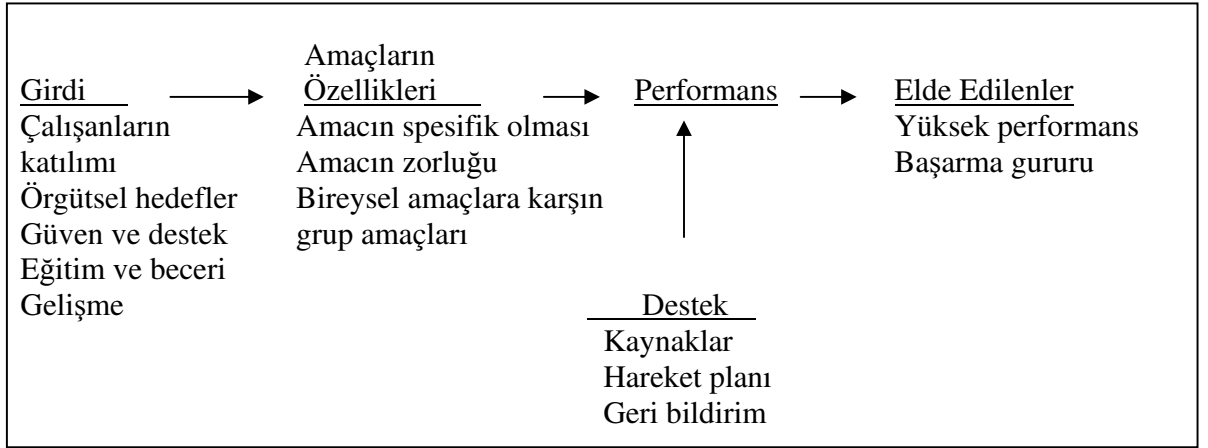 Girdi
Çalışanların
katılımı
Örgütsel hedefler
Güven ve destek
Eğitim ve beceri
Gelişme
Amaçların
Özellikleri
Amacın spesifik olması
Amacın zorluğu
Bireysel amaçlara karşın
grup amaçları
Performans
Destek
Kaynaklar
Hareket planı
Geri bildirim
Elde Edilenler
Yüksek performans
Başarma gururu